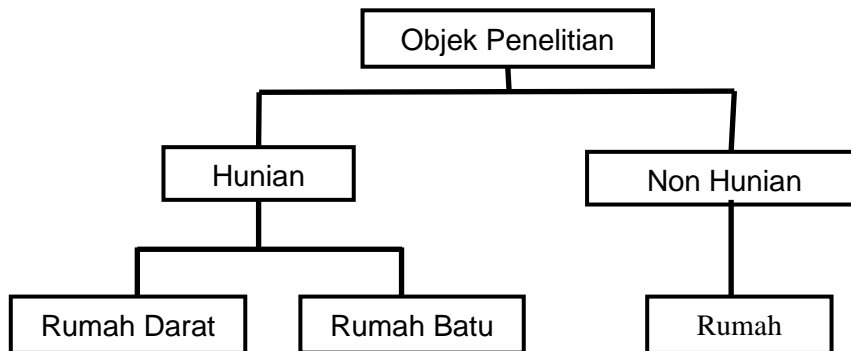 Objek Penelitian
Hunian
Non Hunian
Rumah Darat
Rumah Batu
Rumah